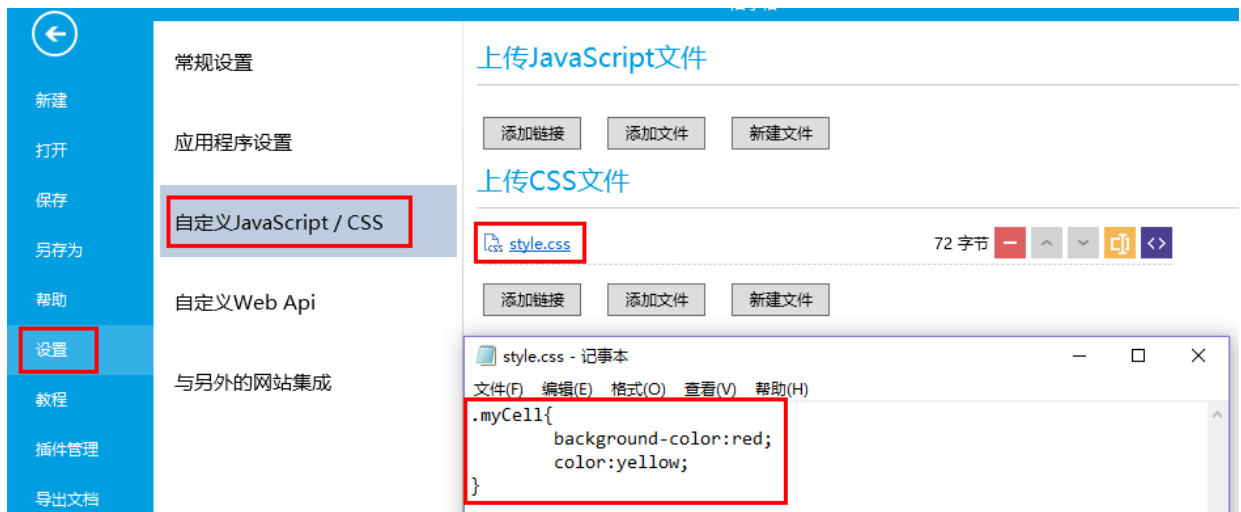 新建
打开
保存
另存为
帮助
设置
教程
插件管理
导出文档
常规设置
应用程序设置
自定义JavaScript / CSS
自定义Web Api
与另外的网站集成
上传JavaScript文件
添加链接 添加文件 新建文件
上传CSS文件
css style.css 72 字节
添加链接 添加文件 新建文件
style.css - 记事本
文件(F) 编辑(E) 格式(O) 查看(V) 帮助(H)
.myCell{
background-color:red;
color:yellow;
}